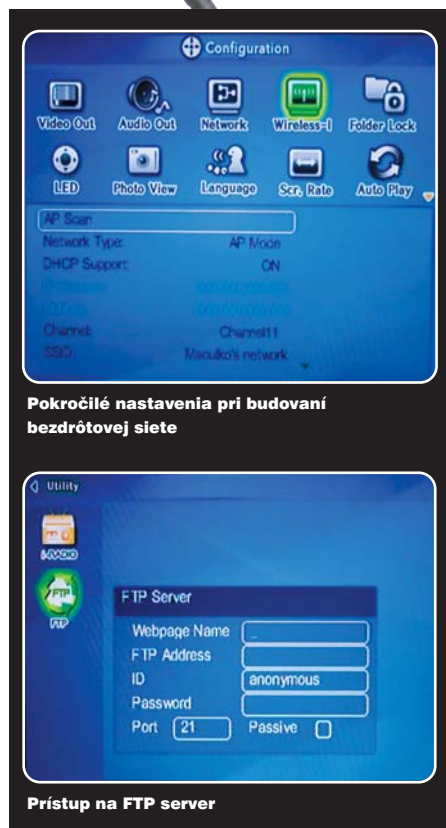 Configuration
Video Out Audio Out Network Wireless-I Folder Lock
LED Photo View Language Scr. Rate Auto Play
AP Scan
Network Type: AP Mode
DHCP Support: ON
Channel: Channel11
SSID: Maculko's network
Pokročilé nastavenia pri budovaní
bezdrôtovej siete
Utility
I-RADIO
FTP
FTP
FTP Server
Webpage Name _
FTP Address
ID anonymous
Password
Port 21 Passive
Prístup na FTP server